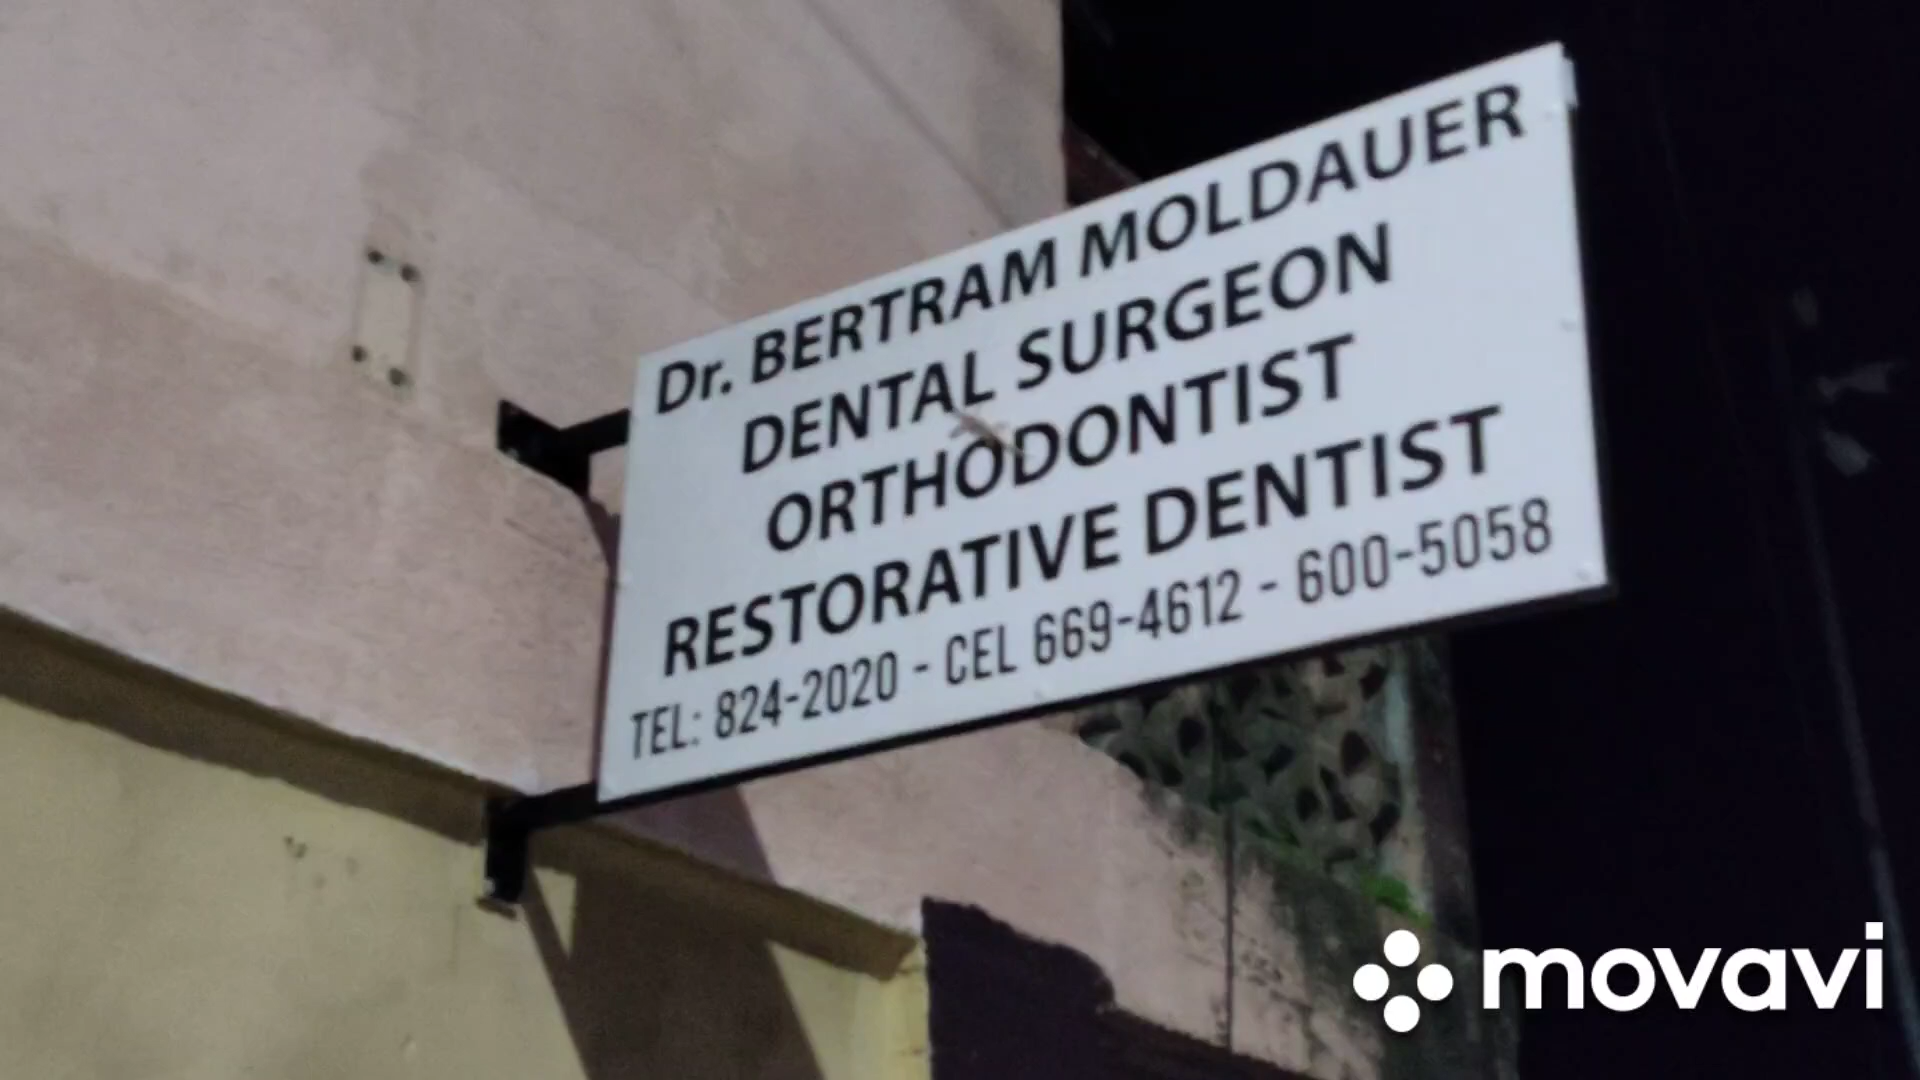 Dr. BERTRAM MOLDAUER
DENTAL SURGEON
ORTHODONTIST
RESTORATIVE DENTIST
TEL: 824-2020 - CEL 669-4612 - 600-5058
movavi